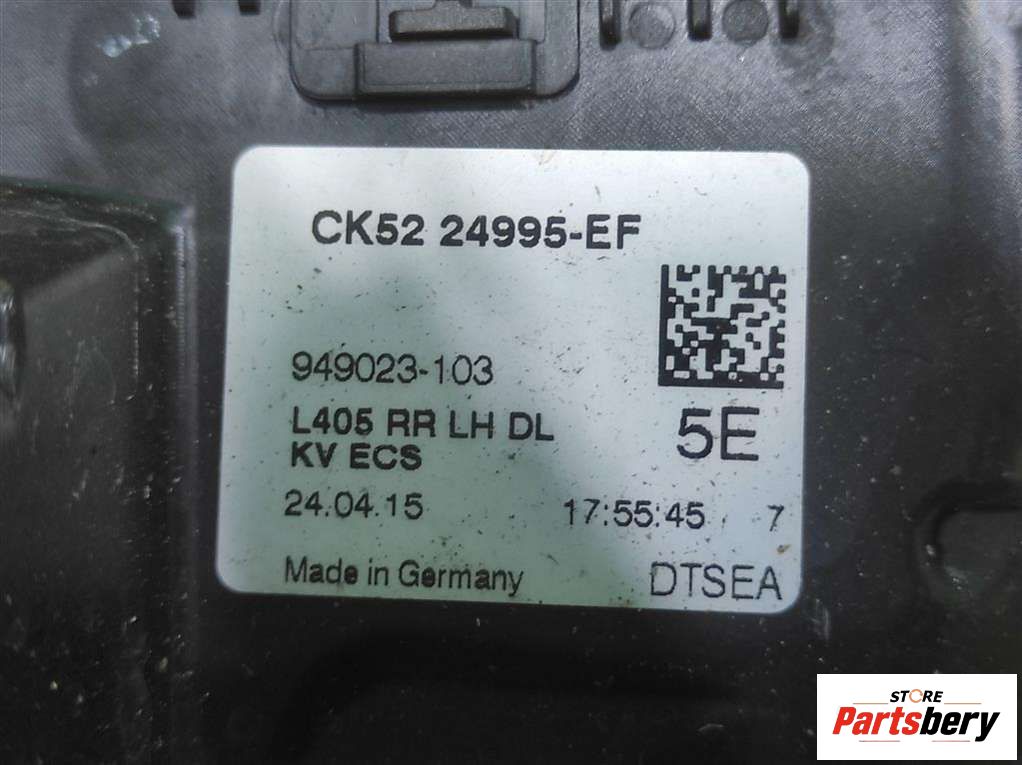 CK52 24995-EF
949023-103
L405 RR LH DL
KV ECS
5E
24.04.15 17:55:45 7
Made in Germany DTSEA
STORE
Partsbery